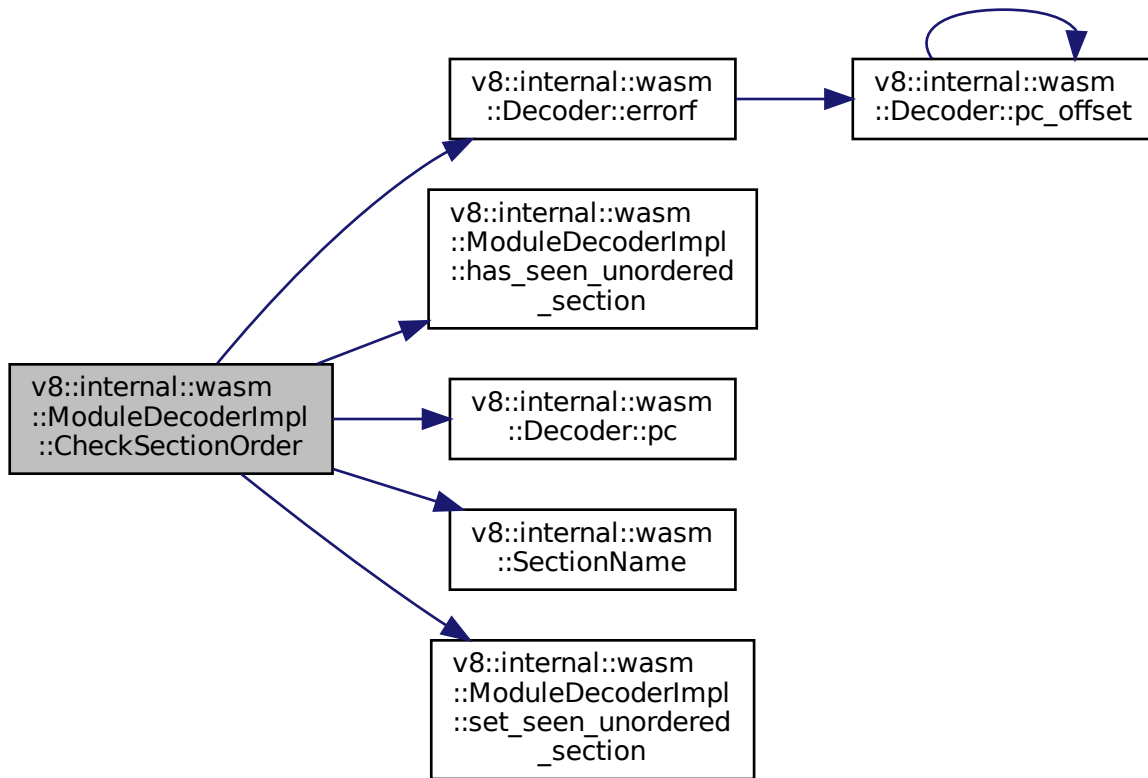 v8::internal::wasm
::Decoder::errorf
v8::internal::wasm
::Decoder::pc_offset
v8::internal::wasm
::ModuleDecoderImpl
::has_seen_unordered
_section
v8::internal::wasm
::ModuleDecoderImpl
::CheckSectionOrder
v8::internal::wasm
::Decoder::pc
v8::internal::wasm
::SectionName
v8::internal::wasm
::ModuleDecoderImpl
::set_seen_unordered
_section